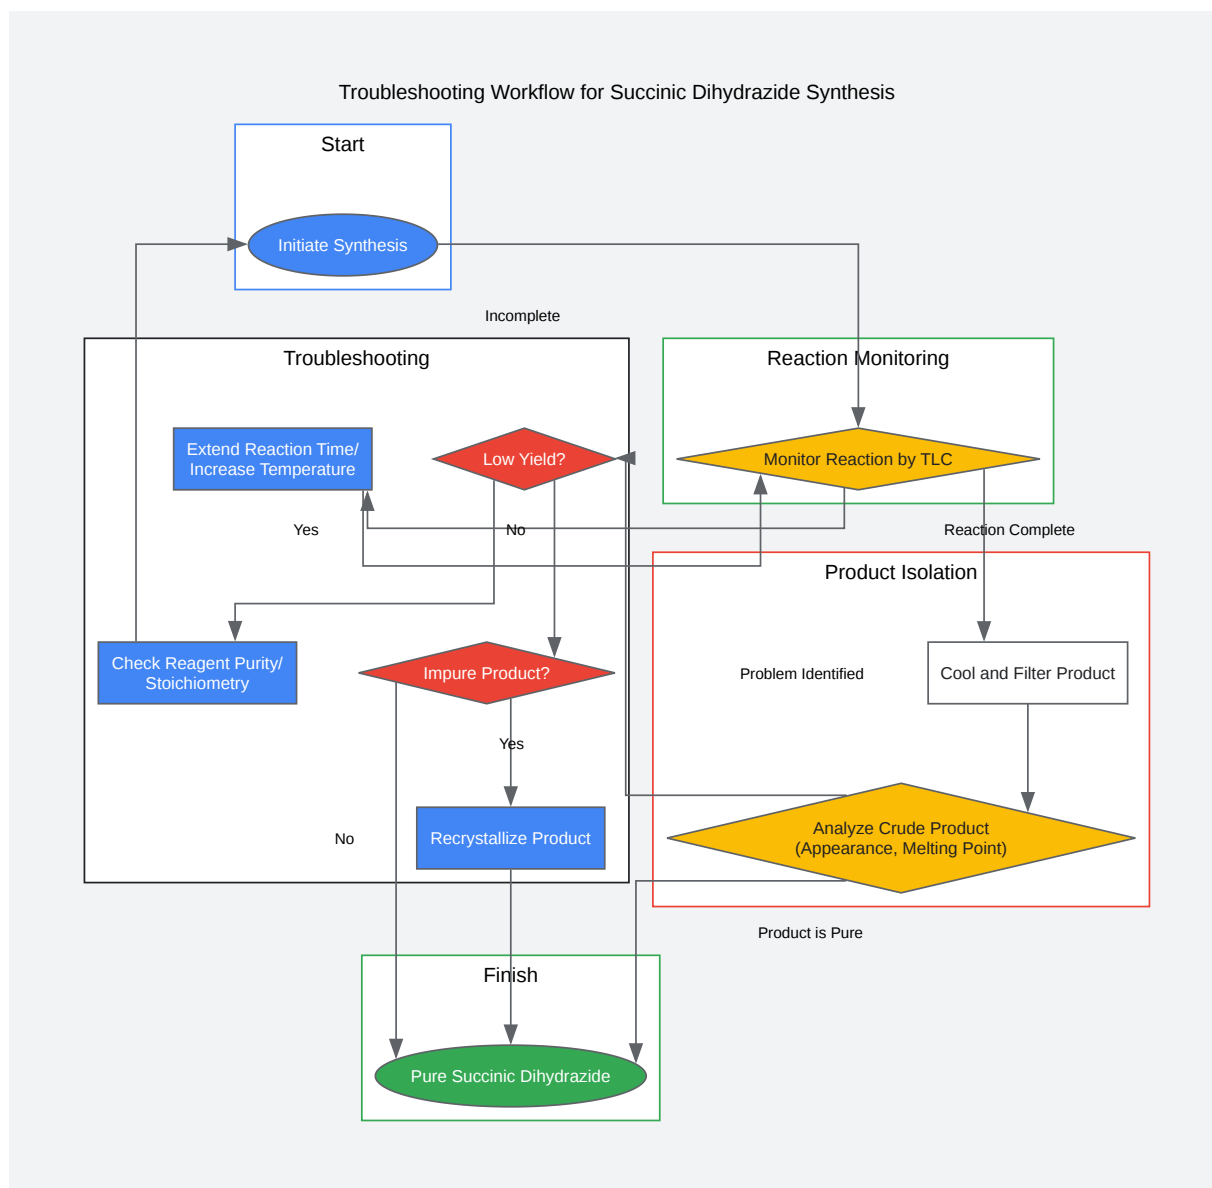 Troubleshooting Workflow for Succinic Dihydrazide Synthesis
Start
Initiate Synthesis
Incomplete
Troubleshooting
Reaction Monitoring
Extend Reaction Time/
Increase Temperature
Low Yield?
Monitor Reaction by TLC
Yes
No
Reaction Complete
Product Isolation
Check Reagent Purity/
Stoichiometry
Impure Product?
Problem Identified
Cool and Filter Product
Yes
No
Recrystallize Product
Analyze Crude Product
(Appearance, Melting Point)
Product is Pure
Finish
Pure Succinic Dihydrazide